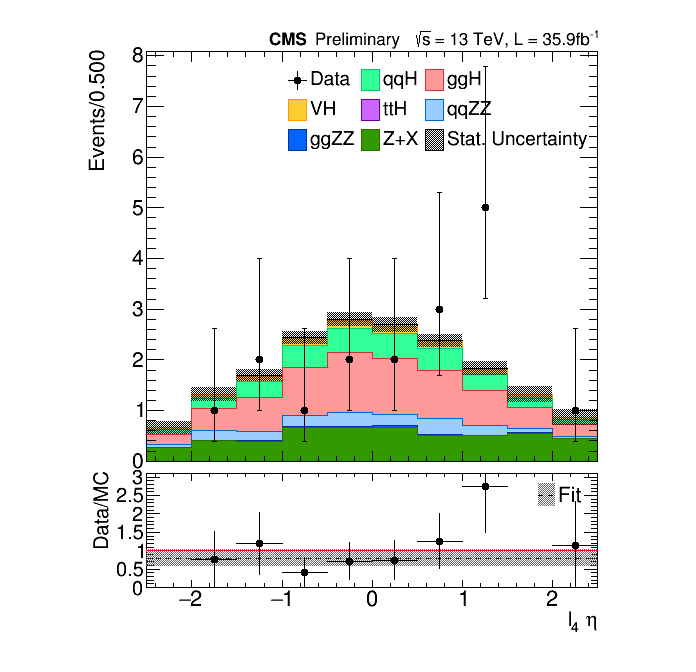 CMS Preliminary √s = 13 TeV, L = 35.9fb⁻¹
Events/0.500
8
7
6
5
4
3
2
1
0
Data qqH ggH
VH ttH qqZZ
ggZZ Z+X Stat. Uncertainty
Data/MC
3
2.5
2
1.5
1
0.5
0
Fit
−2 −1 0 1 2
l₄ η